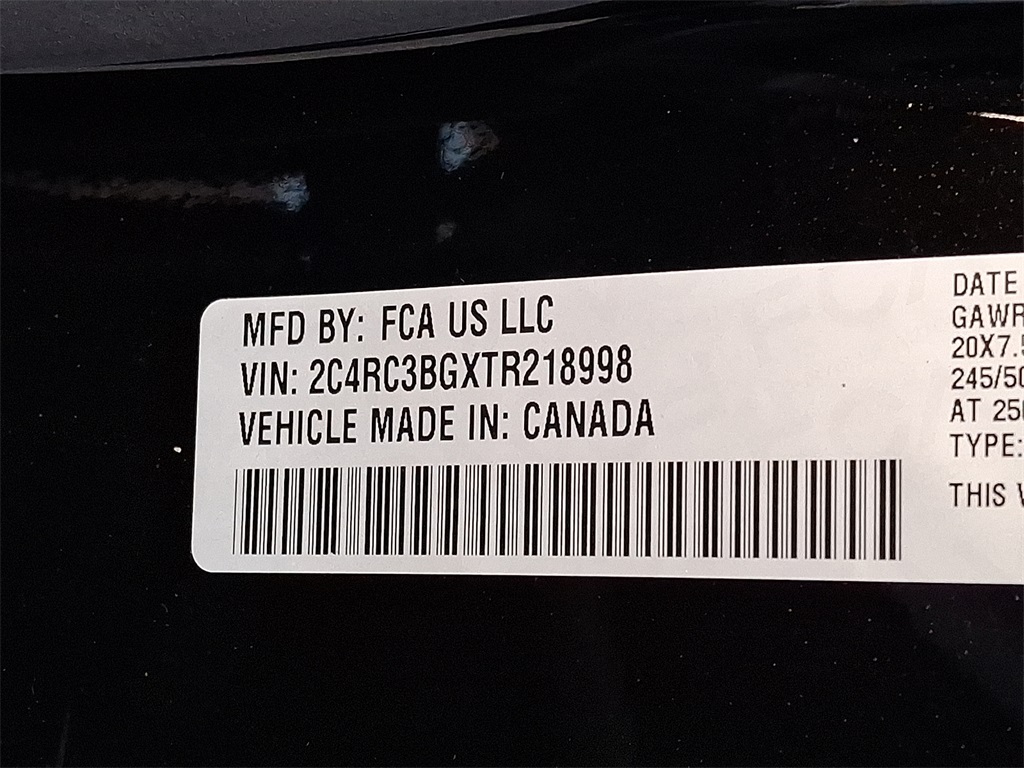 MFD BY: FCA US LLC
VIN: 2C4RC3BGXTR218998
VEHICLE MADE IN: CANADA
DATE
GAWR
20X7.5
245/50
AT 25
TYPE:
THIS V